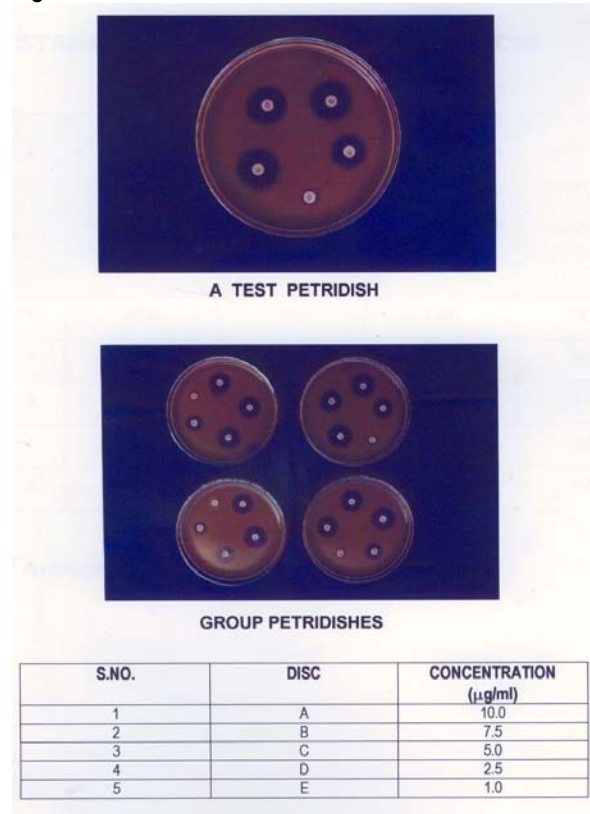 A TEST PETRIDISH
GROUP PETRIDISHES
S.NO. DISC CONCENTRATION
(µg/ml)
1 A 10.0
2 B 7.5
3 C 5.0
4 D 2.5
5 E 1.0